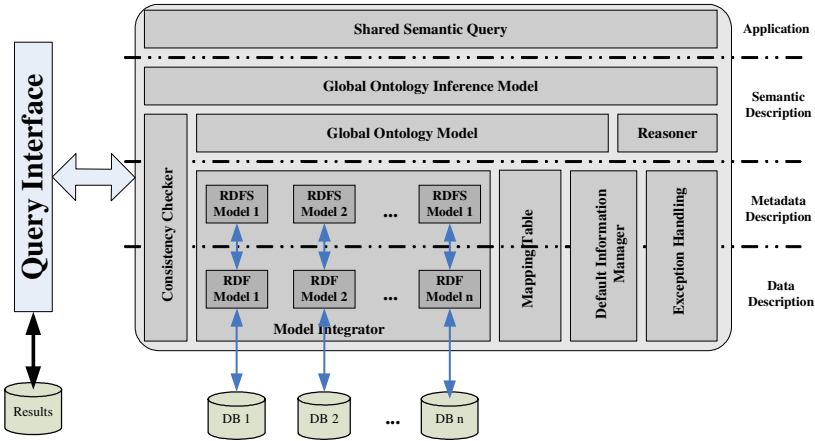 Shared Semantic Query
Application
Global Ontology Inference Model
Semantic
Description
Global Ontology Model
Reasoner
Query Interface
Consistency Checker
RDFS
Model 1
RDFS
Model 2
...
RDFS
Model 1
Metadata
Description
RDF
Model 1
RDF
Model 2
...
RDF
Model n
Model Integrator
Mapping Table
Default Information
Manager
Exception Handling
Data
Description
Results
DB 1
DB 2
...
DB n